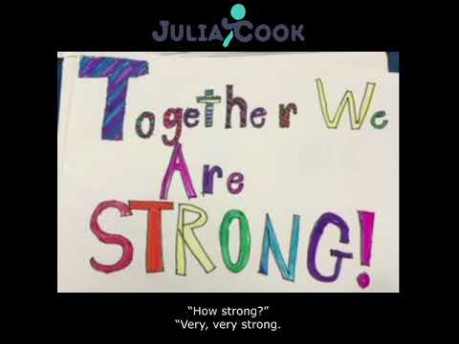 JULIA COOK
Together We
Are
STRONG!
“How strong?”
“Very, very strong.